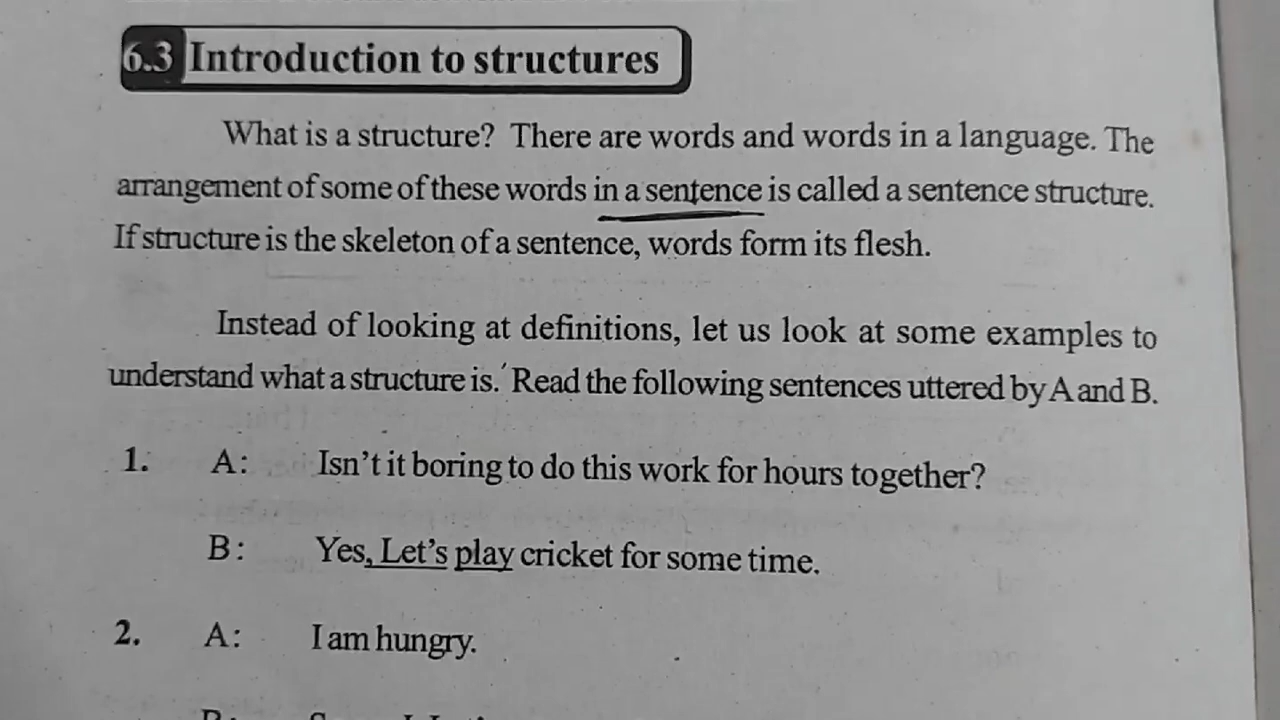 6.3 Introduction to structures
What is a structure? There are words and words in a language. The
arrangement of some of these words in a sentence is called a sentence structure.
If structure is the skeleton of a sentence, words form its flesh.
Instead of looking at definitions, let us look at some examples to
understand what a structure is. Read the following sentences uttered by A and B.
1. A: Isn't it boring to do this work for hours together?
B: Yes, Let's play cricket for some time.
2. A: I am hungry.